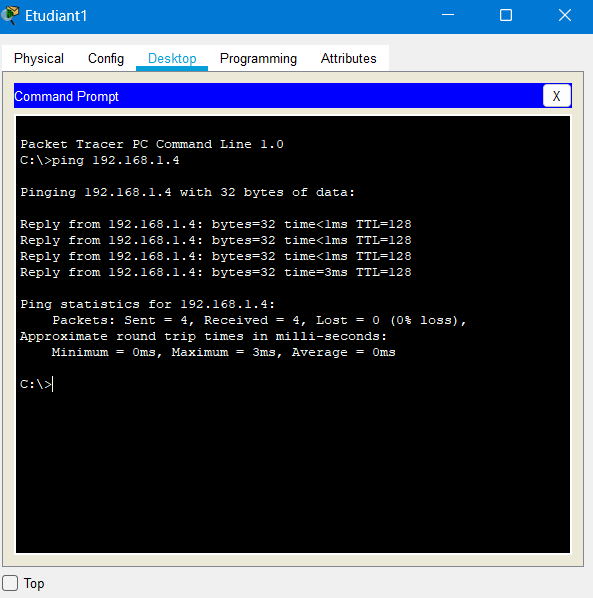 Etudiant1
Physical Config Desktop Programming Attributes
Command Prompt X
Packet Tracer PC Command Line 1.0
C:\>ping 192.168.1.4
Pinging 192.168.1.4 with 32 bytes of data:
Reply from 192.168.1.4: bytes=32 time<1ms TTL=128
Reply from 192.168.1.4: bytes=32 time<1ms TTL=128
Reply from 192.168.1.4: bytes=32 time<1ms TTL=128
Reply from 192.168.1.4: bytes=32 time=3ms TTL=128
Ping statistics for 192.168.1.4:
    Packets: Sent = 4, Received = 4, Lost = 0 (0% loss),
Approximate round trip times in milli-seconds:
    Minimum = 0ms, Maximum = 3ms, Average = 0ms
C:\>
Top